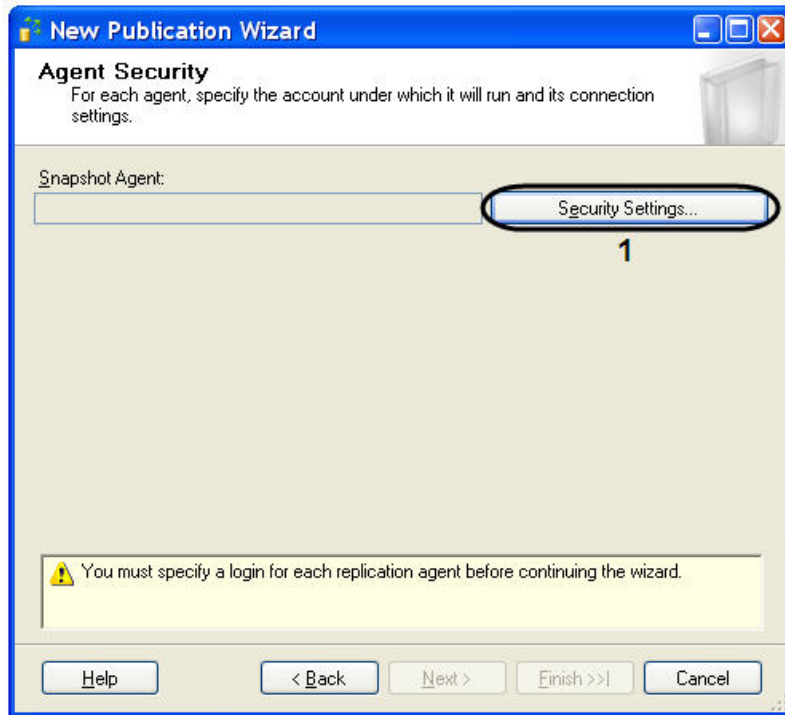 New Publication Wizard
Agent Security
For each agent, specify the account under which it will run and its connection
settings.
Snapshot Agent:
Security Settings...
1
You must specify a login for each replication agent before continuing the wizard.
Help
< Back
Next >
Finish >>|
Cancel